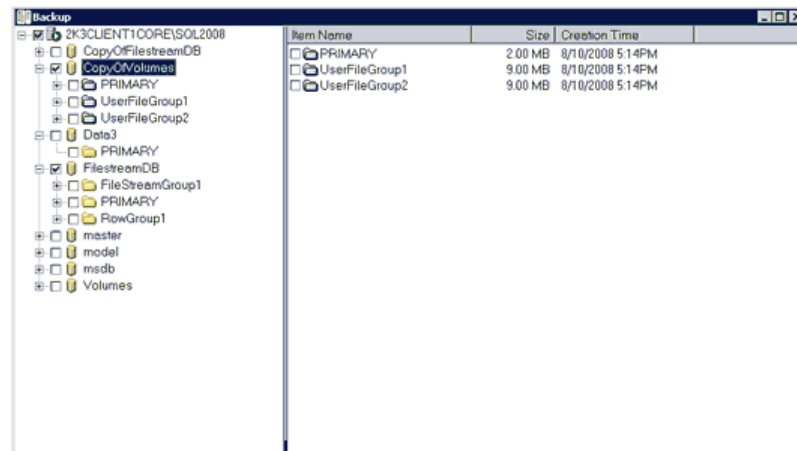 Backup
2K3CLIENT1CORE\SQL2008
CopyOfFilestreamDB
CopyOfVolumes
PRIMARY
UserFileGroup1
UserFileGroup2
Data3
PRIMARY
FilestreamDB
FileStreamGroup1
PRIMARY
RowGroup1
master
model
msdb
Volumes
Item Name Size Creation Time
PRIMARY 2.00 MB 8/10/2008 5:14PM
UserFileGroup1 9.00 MB 8/10/2008 5:14PM
UserFileGroup2 9.00 MB 8/10/2008 5:14PM